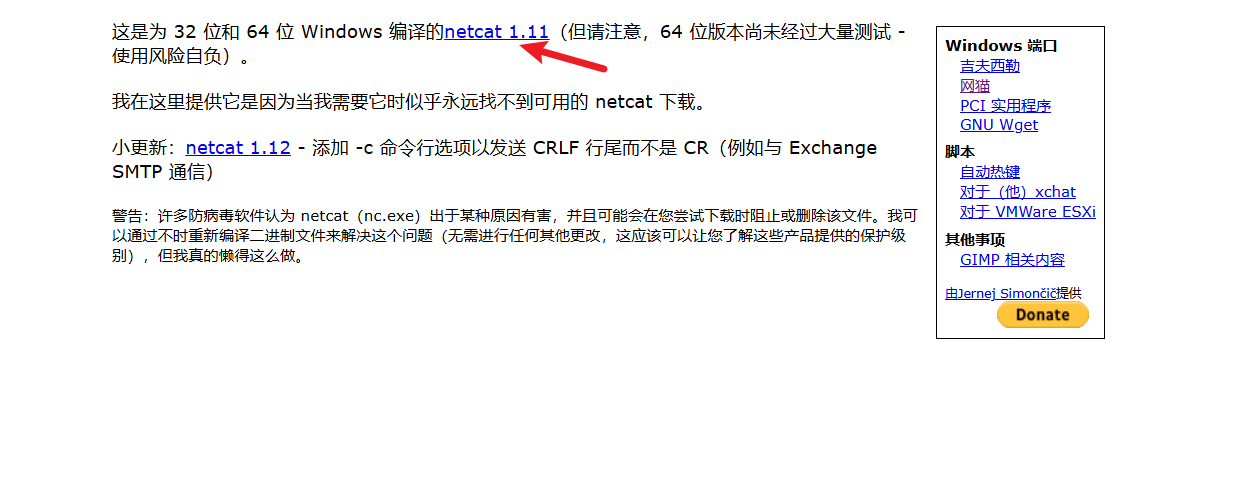 这是为 32 位和 64 位 Windows 编译的netcat 1.11（但请注意，64 位版本尚未经过大量测试 -
使用风险自负）。
我在这里提供它是因为当我需要它时似乎永远找不到可用的 netcat 下载。
小更新：netcat 1.12 - 添加 -c 命令行选项以发送 CRLF 行尾而不是 CR（例如与 Exchange
SMTP 通信）
警告：许多防病毒软件认为 netcat（nc.exe）出于某种原因有害，并且可能会在您尝试下载时阻止或删除该文件。我可
以通过不时重新编译二进制文件来解决这个问题（无需进行任何其他更改，这应该可以让您了解这些产品提供的保护级
别），但我真的懒得这么做。
Windows 端口
吉夫西勒
网猫
PCI 实用程序
GNU Wget
脚本
自动热键
对于（他）xchat
对于 VMWare ESXi
其他事项
GIMP 相关内容
由Jernej Simončič提供
Donate